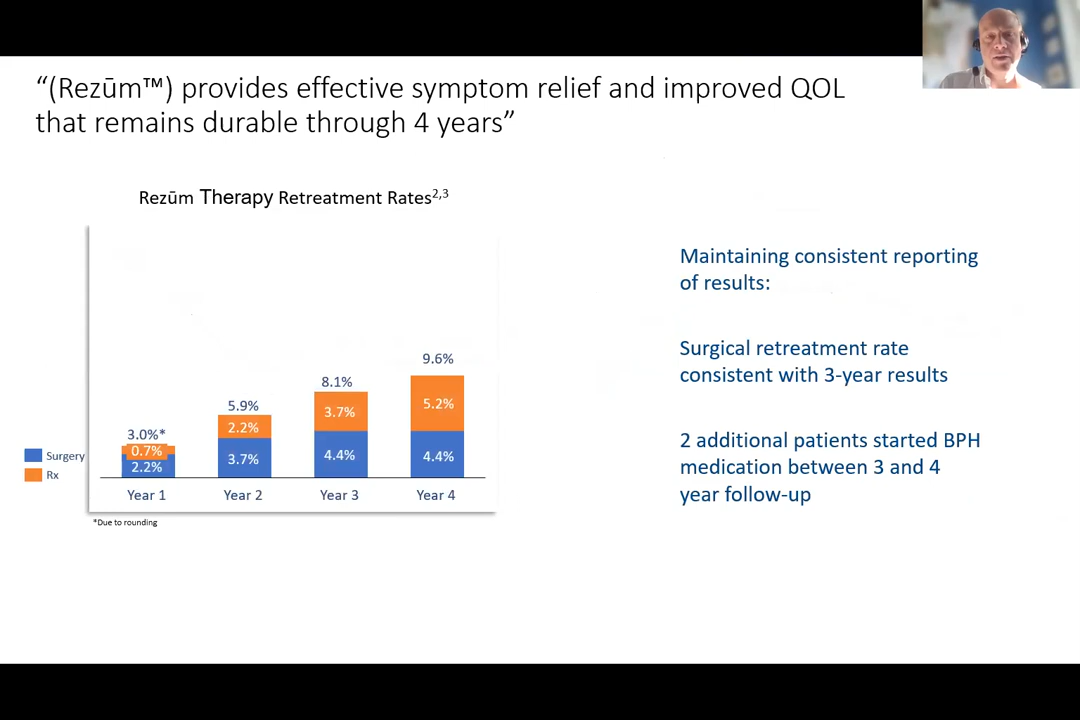 “(Rezūm™) provides effective symptom relief and improved QOL
that remains durable through 4 years”
Rezūm Therapy Retreatment Rates2,3
9.6%
8.1%
5.9%
3.0%*
5.2%
3.7%
2.2%
0.7%
4.4%
4.4%
3.7%
2.2%
Surgery
Rx
Year 1
Year 2
Year 3
Year 4
*Due to rounding
Maintaining consistent reporting
of results:
Surgical retreatment rate
consistent with 3-year results
2 additional patients started BPH
medication between 3 and 4
year follow-up